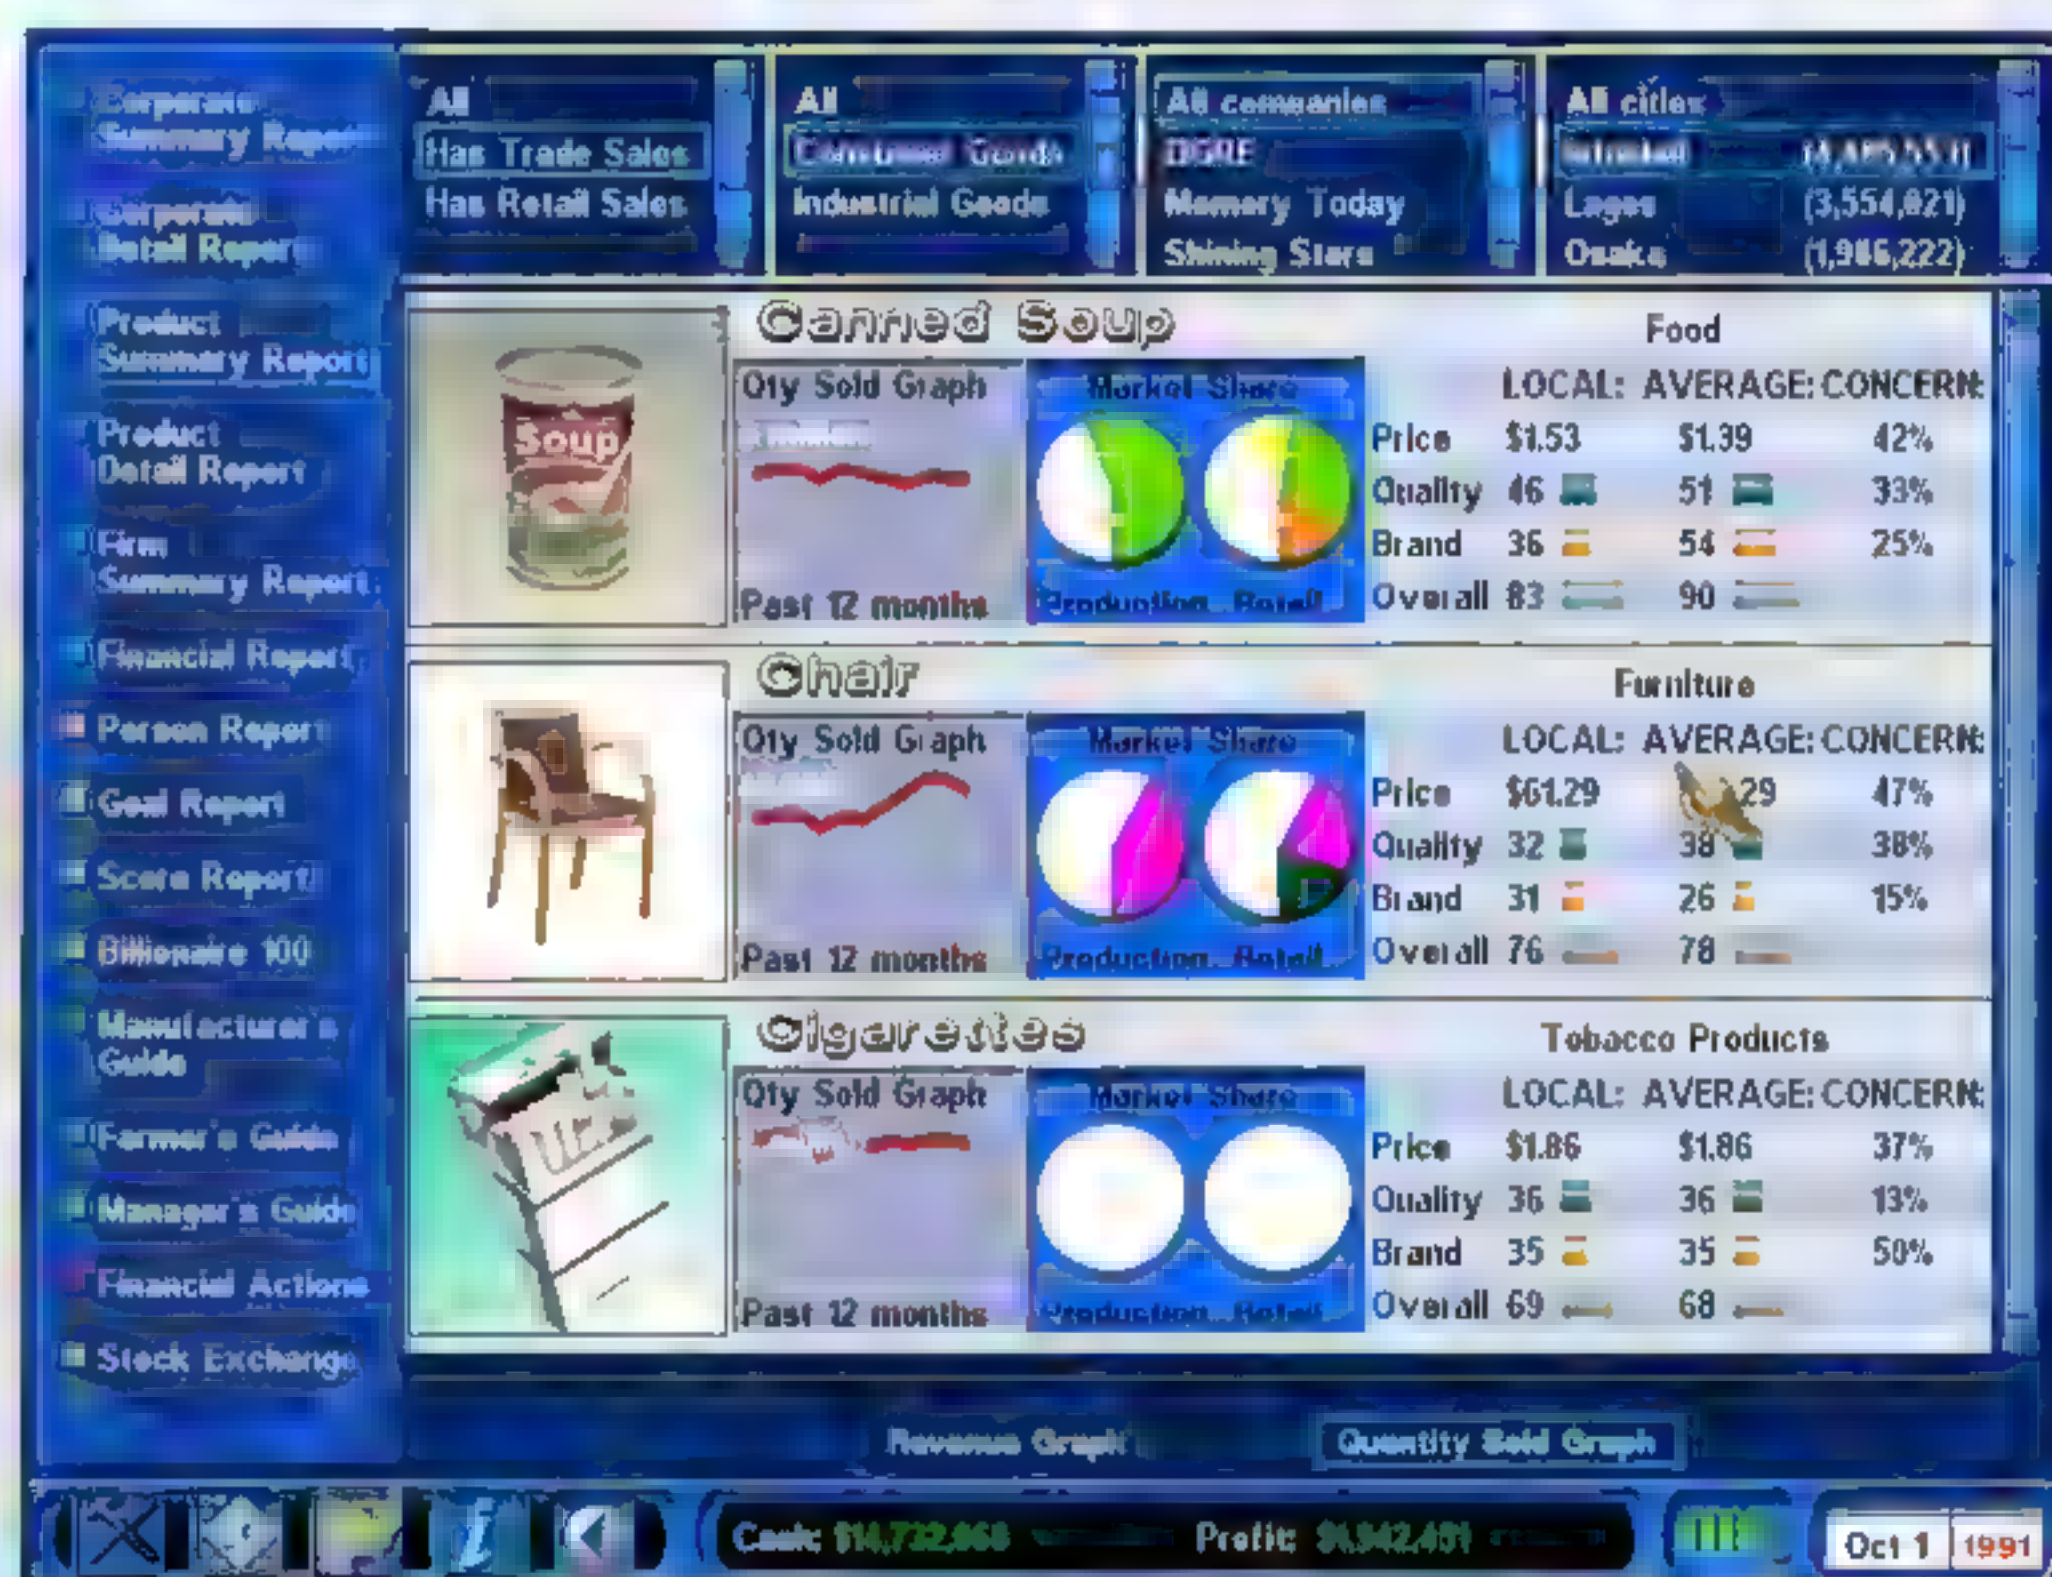 Corporate
Summary Report
Corporate
Detail Report
Product
Summary Report
Product
Detail Report
Firm
Summary Report
Financial Report
Person Report
Goal Report
Score Report
Billionaire 100
Manufacturer's
Guide
Farmer's Guide
Manager's Guide
Financial Actions
Stock Exchange
All
Has Trade Sales
Has Retail Sales
All
Consumer Goods
Industrial Goods
All companies
Memory Today
Shining Stars
All cities
Lagos (3,554,821)
Osaka (1,986,222)
Canned Soup
Food
Soup
Qty Sold Graph
Market Share
Past 12 months
Production Retail
LOCAL: AVERAGE: CONCERN:
Price $1.53 $1.39 42%
Quality 46 51 33%
Brand 36 54 25%
Overall 83 90
Chair
Furniture
Qty Sold Graph
Market Share
Past 12 months
Production Retail
LOCAL: AVERAGE: CONCERN:
Price $61.29 29 47%
Quality 32 38 38%
Brand 31 26 15%
Overall 76 78
Cigarettes
Tobacco Products
Qty Sold Graph
Market Share
Past 12 months
Production Retail
LOCAL: AVERAGE: CONCERN:
Price $1.86 $1.86 37%
Quality 36 36 13%
Brand 35 35 50%
Overall 69 68
Revenue Graph
Quantity Sold Graph
Cash: Profit:
Oct 1 1991